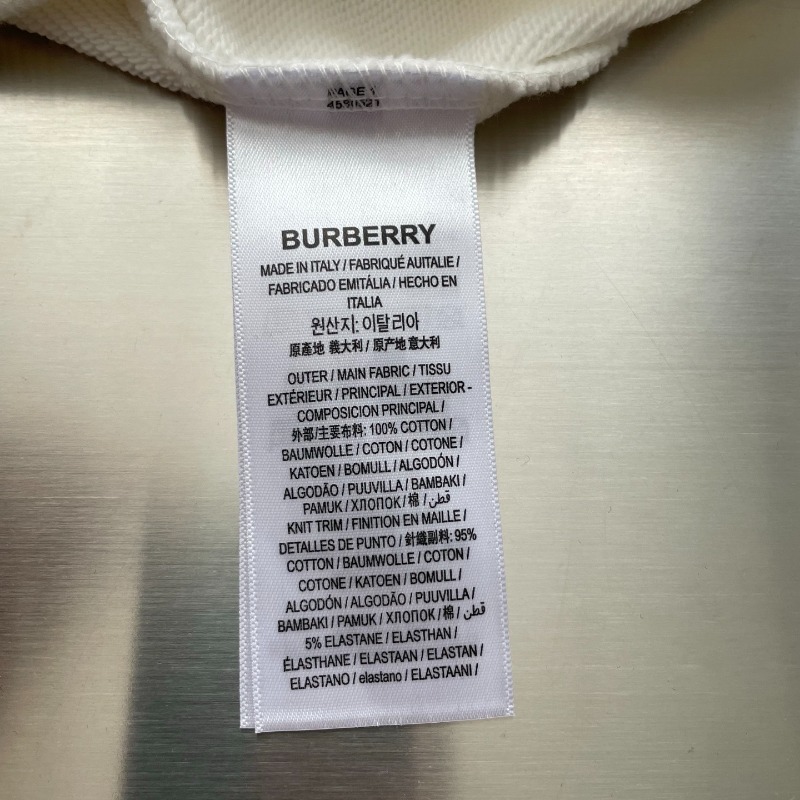 BURBERRY
MADE IN ITALY / FABRIQUÉ AUITALIE /
FABRICADO EMITÁLIA / HECHO EN
ITALIA
원산지: 이탈리아
原產地 義大利 / 原产地 意大利
OUTER / MAIN FABRIC / TISSU
EXTÉRIEUR / PRINCIPAL / EXTERIOR -
COMPOSICION PRINCIPAL /
外部/主要布料: 100% COTTON /
BAUMWOLLE / COTON / COTONE /
KATOEN / BOMULL / ALGODÓN /
ALGODÃO / PUUVILLA / BAMBAKI /
PAMUK / ХЛОПОК / 棉 / قطن
KNIT TRIM / FINITION EN MAILLE /
DETALLES DE PUNTO / 針織副料: 95%
COTTON / BAUMWOLLE / COTON /
COTONE / KATOEN / BOMULL /
ALGODÓN / ALGODÃO / PUUVILLA /
BAMBAKI / PAMUK / ХЛОПОК / 棉 / قطن
5% ELASTANE / ELASTHAN /
ÉLASTHANE / ELASTAAN / ELASTAN /
ELASTANO / elastano / ELASTAANI /